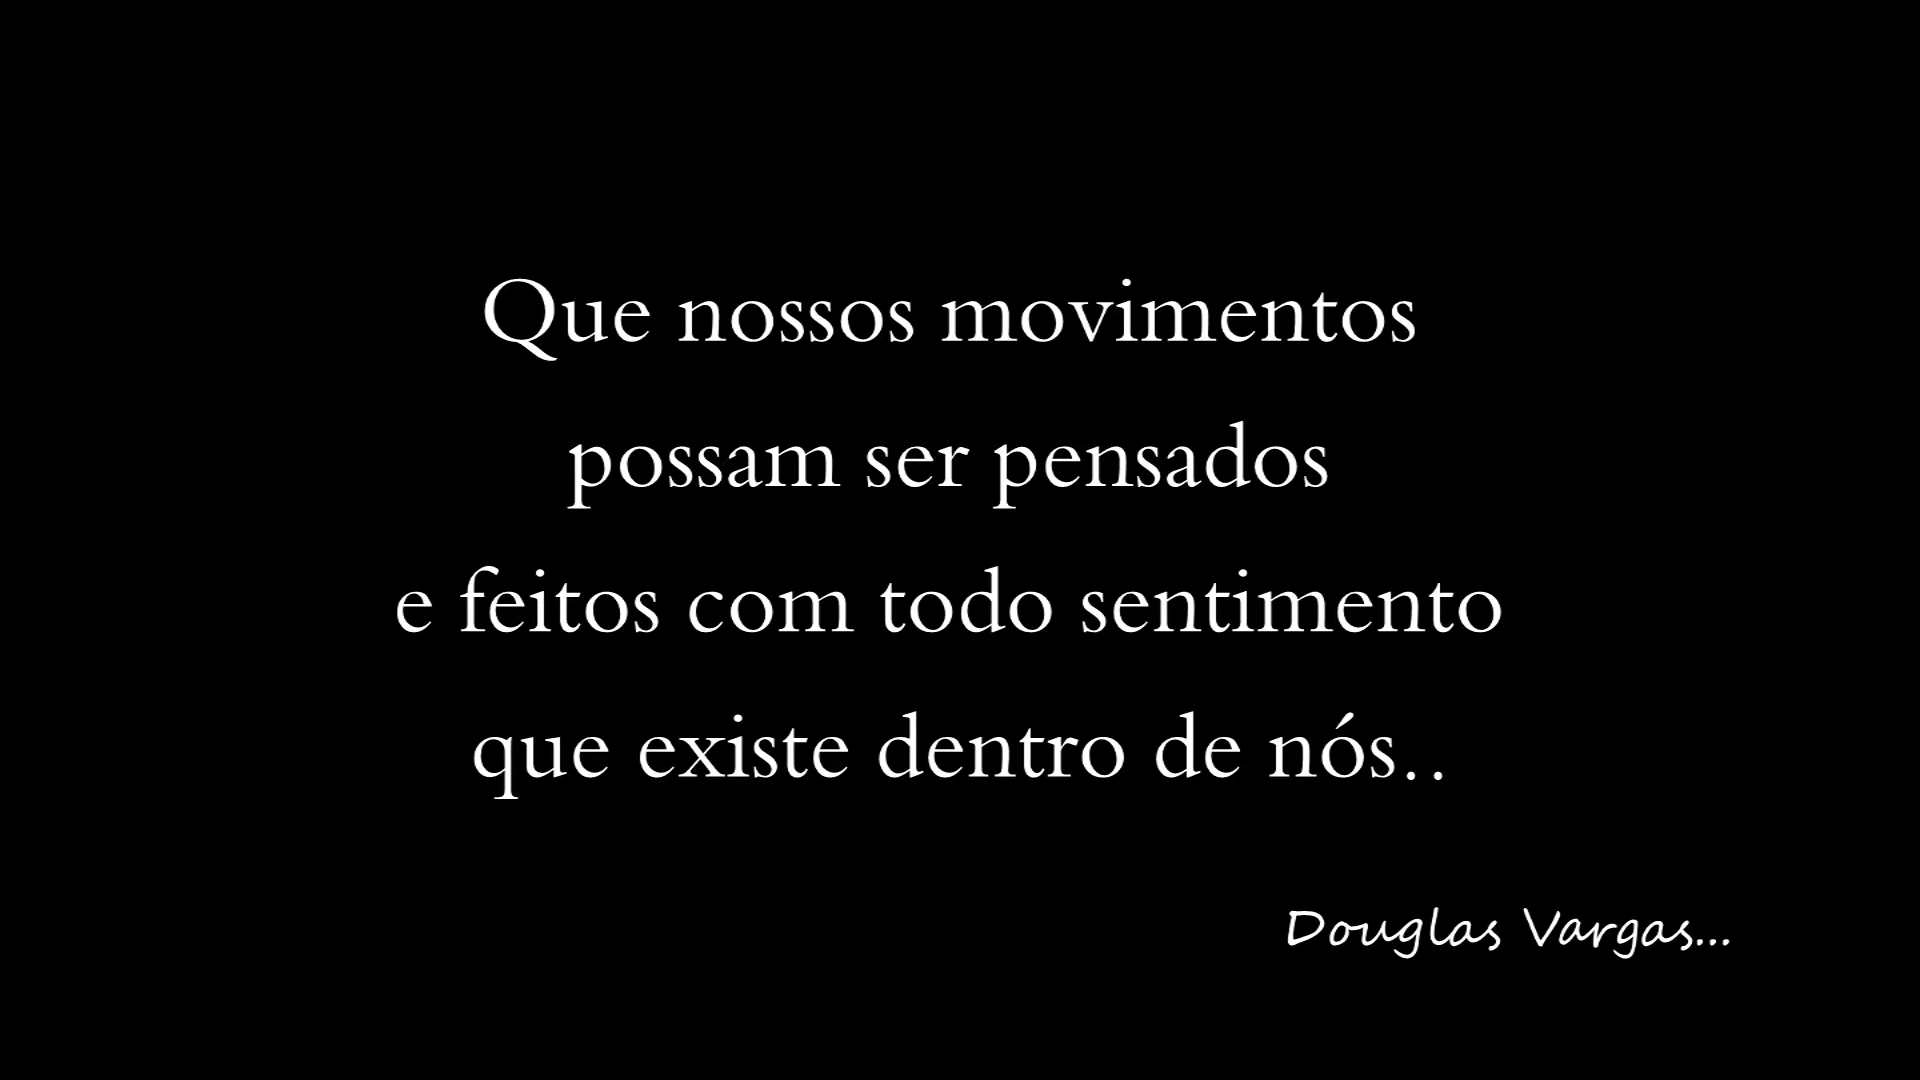 Que nossos movimentos
possam ser pensados
e feitos com todo sentimento
que existe dentro de nós..
Douglas Vargas...